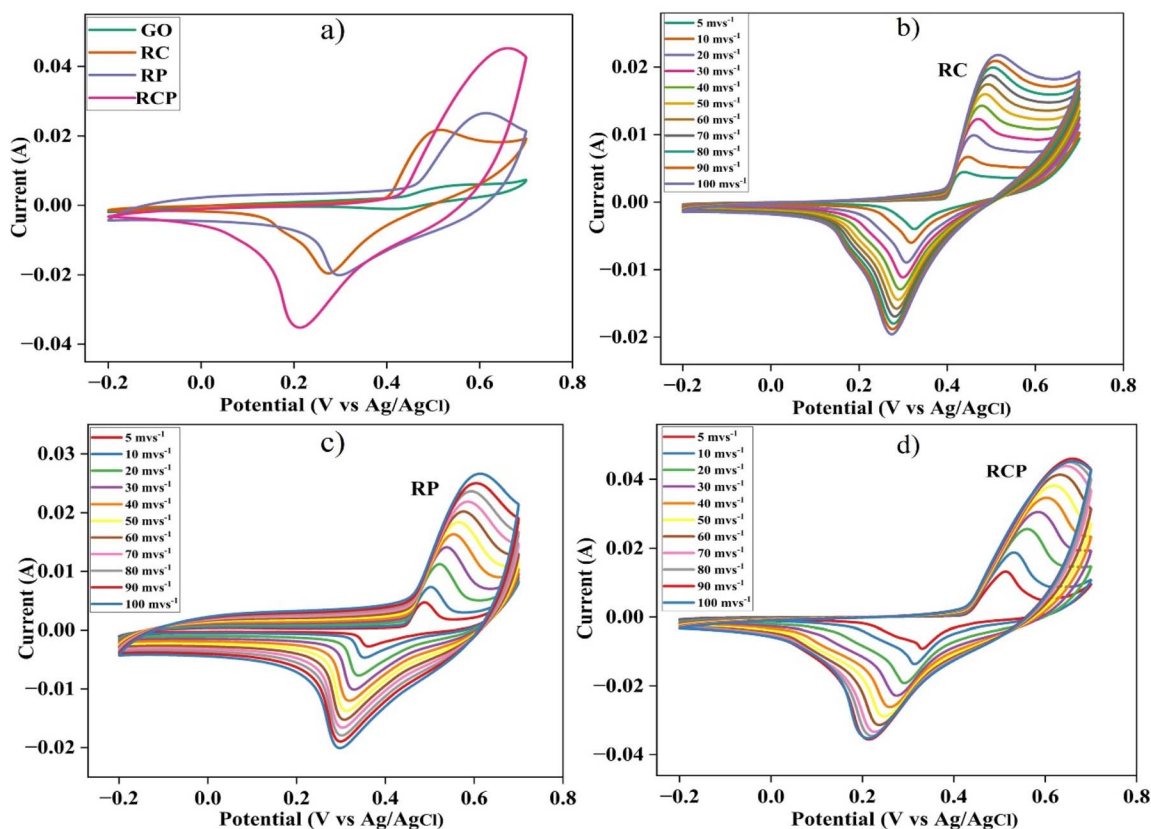 a)
GO
RC
RP
RCP
0.04
0.02
0.00
−0.02
−0.04
Current (A)
−0.2 0.0 0.2 0.4 0.6 0.8
Potential (V vs Ag/AgCl)
b)
RC
5 mvs⁻¹
10 mvs⁻¹
20 mvs⁻¹
30 mvs⁻¹
40 mvs⁻¹
50 mvs⁻¹
60 mvs⁻¹
70 mvs⁻¹
80 mvs⁻¹
90 mvs⁻¹
100 mvs⁻¹
0.02
0.01
0.00
−0.01
−0.02
Current (A)
−0.2 0.0 0.2 0.4 0.6 0.8
Potential (V vs Ag/AgCl)
c)
RP
5 mvs⁻¹
10 mvs⁻¹
20 mvs⁻¹
30 mvs⁻¹
40 mvs⁻¹
50 mvs⁻¹
60 mvs⁻¹
70 mvs⁻¹
80 mvs⁻¹
90 mvs⁻¹
100 mvs⁻¹
0.03
0.02
0.01
0.00
−0.01
−0.02
Current (A)
−0.2 0.0 0.2 0.4 0.6 0.8
Potential (V vs Ag/AgCl)
d)
RCP
5 mvs⁻¹
10 mvs⁻¹
20 mvs⁻¹
30 mvs⁻¹
40 mvs⁻¹
50 mvs⁻¹
60 mvs⁻¹
70 mvs⁻¹
80 mvs⁻¹
90 mvs⁻¹
100 mvs⁻¹
0.04
0.02
0.00
−0.02
−0.04
Current (A)
−0.2 0.0 0.2 0.4 0.6 0.8
Potential (V vs Ag/AgCl)